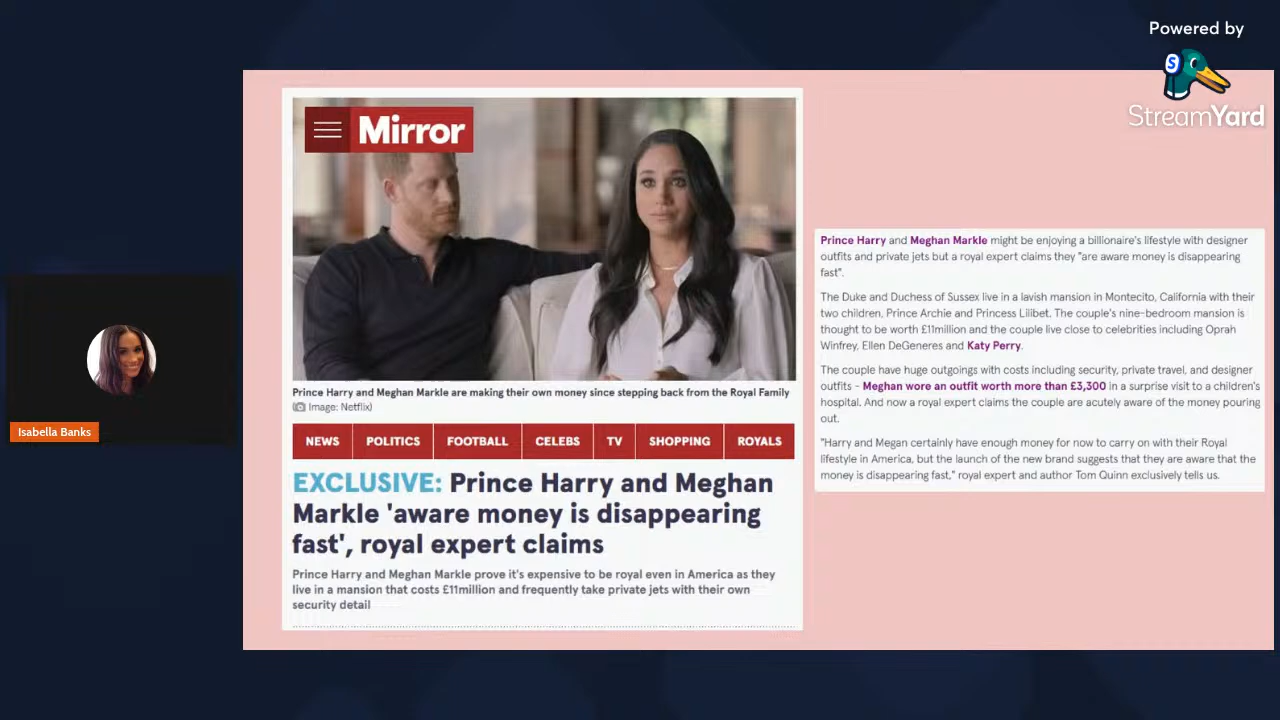 Powered by
StreamYard
Mirror
Prince Harry and Meghan Markle are making their own money since stepping back from the Royal Family
(Image: Netflix)
NEWS
POLITICS
FOOTBALL
CELEBS
TV
SHOPPING
ROYALS
EXCLUSIVE: Prince Harry and Meghan
Markle 'aware money is disappearing
fast', royal expert claims
Prince Harry and Meghan Markle prove it's expensive to be royal even in America as they
live in a mansion that costs £11million and frequently take private jets with their own
security detail
Prince Harry and Meghan Markle might be enjoying a billionaire's lifestyle with designer
outfits and private jets but a royal expert claims they "are aware money is disappearing
fast".
The Duke and Duchess of Sussex live in a lavish mansion in Montecito, California with their
two children, Prince Archie and Princess Lilibet. The couple's nine-bedroom mansion is
thought to be worth £11million and the couple live close to celebrities including Oprah
Winfrey, Ellen DeGeneres and Katy Perry.
The couple have huge outgoings with costs including security, private travel, and designer
outfits - Meghan wore an outfit worth more than £3,300 in a surprise visit to a children's
hospital. And now a royal expert claims the couple are acutely aware of the money pouring
out.
"Harry and Megan certainly have enough money for now to carry on with their Royal
lifestyle in America, but the launch of the new brand suggests that they are aware that the
money is disappearing fast," royal expert and author Tom Quinn exclusively tells us.
Isabella Banks